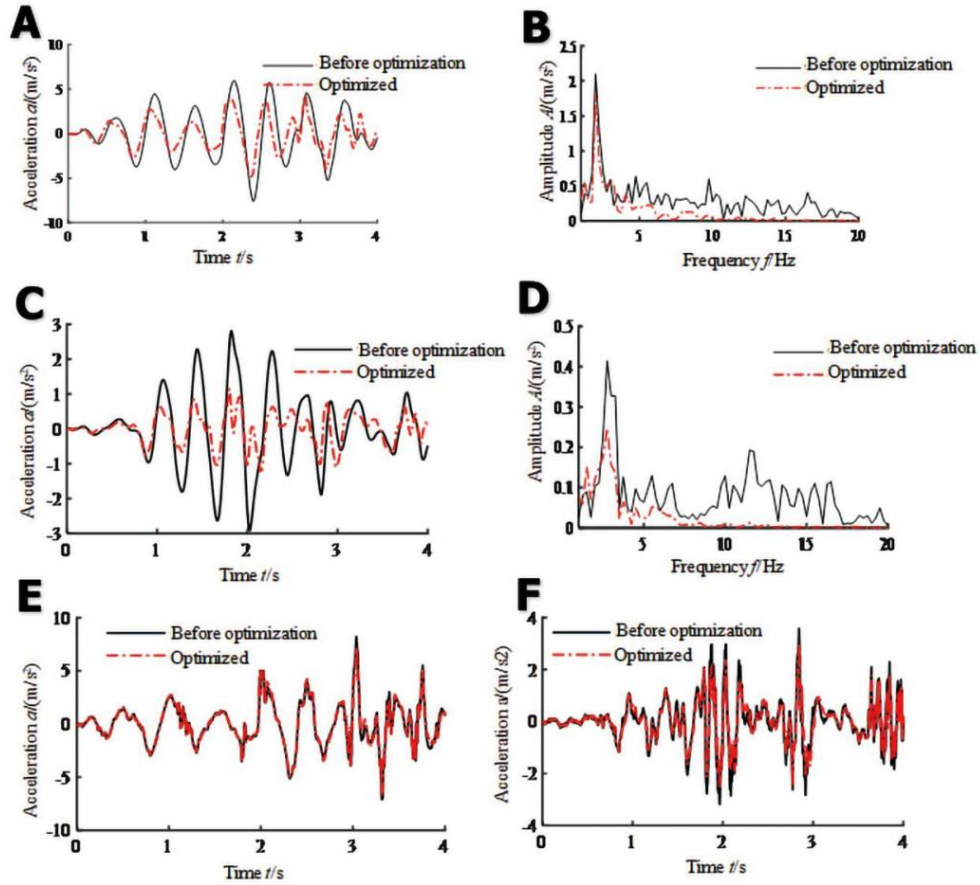 A
Acceleration a/(m/s²)
10
5
0
-5
-10
Before optimization
Optimized
0 1 2 3 4
Time t/s
B
Amplitude A/(m/s²)
2.5
2
1.5
1
0.5
0
Before optimization
Optimized
5 10 15 20
Frequency f/Hz
C
Acceleration a/(m/s²)
3
2
1
0
-1
-2
-3
Before optimization
Optimized
0 1 2 3 4
Time t/s
D
Amplitude A/(m/s²)
0.5
0.4
0.3
0.2
0.1
0
Before optimization
Optimized
5 10 15 20
Frequency f/Hz
E
Acceleration a/(m/s²)
10
5
0
-5
-10
Before optimization
Optimized
0 1 2 3 4
Time t/s
F
Acceleration a/(m/s2)
4
2
0
-2
-4
Before optimization
Optimized
0 1 2 3 4
Time t/s